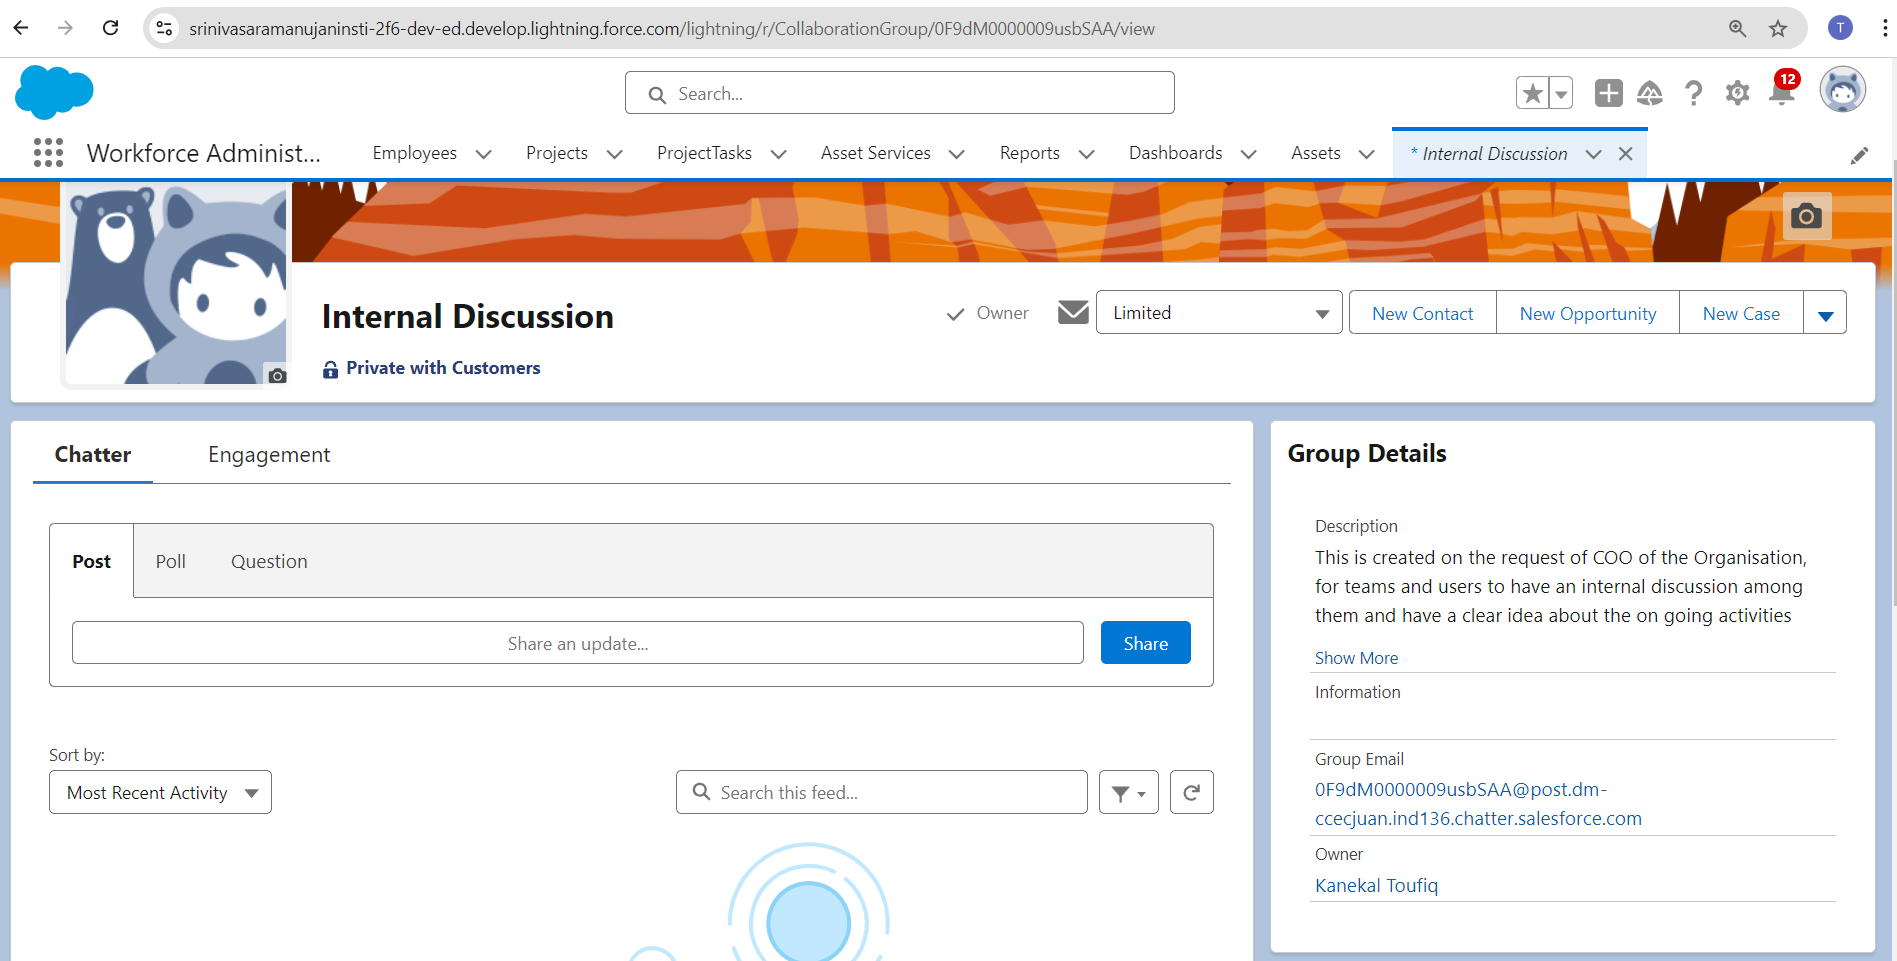 srinivasaramanujaninsti-2f6-dev-ed.develop.lightning.force.com/lightning/r/CollaborationGroup/0F9dM0000009usbSAA/view
T
Search...
12
Workforce Administ...
Employees
Projects
ProjectTasks
Asset Services
Reports
Dashboards
Assets
* Internal Discussion
Internal Discussion
Private with Customers
Owner
Limited
New Contact
New Opportunity
New Case
Chatter
Engagement
Post
Poll
Question
Share an update...
Share
Sort by:
Most Recent Activity
Search this feed...
Group Details
Description
This is created on the request of COO of the Organisation,
for teams and users to have an internal discussion among
them and have a clear idea about the on going activities
Show More
Information
Group Email
0F9dM0000009usbSAA@post.dm-
ccecjuan.ind136.chatter.salesforce.com
Owner
Kanekal Toufiq